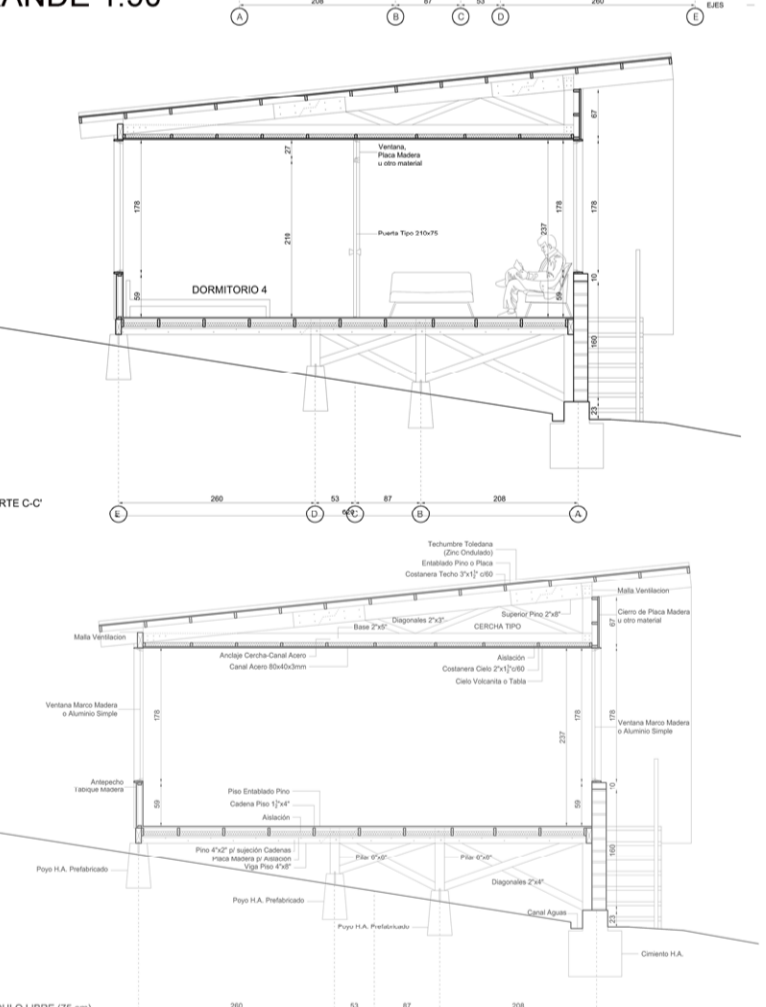 ANDE 1:50
208
87
53
260
EJES
A
B
C
D
E
67
Ventana,
Placa Madera
u otro material
27
178
210
237
178
178
Puerta Tipo 210x75
DORMITORIO 4
59
59
10
160
23
RTE C-C'
260
53
87
208
E
D
C
B
A
Techumbre Toledana
(Zinc Ondulado)
Entablado Pino o Placa
Costanera Techo 3"x1½" c/60
Malla Ventilacion
Superior Pino 2"x8"
Cierro de Placa Madera
u otro material
Diagonales 2"x3"
Base 2"x5"
CERCHA TIPO
67
Malla Ventilacion
Anclaje Cercha-Canal Acero
Canal Acero 80x40x3mm
Aislación
Costanera Cielo 2"x1½"c/60
Cielo Volcanita o Tabla
Ventana Marco Madera
o Aluminio Simple
178
237
178
178
Ventana Marco Madera
o Aluminio Simple
Antepecho
Tabique Madera
59
59
10
Piso Entablado Pino
Cadena Piso 1½"x4"
Aislación
Pino 4"x2" p/ sujeción Cadenas
Placa Madera p/ Aislación
Viga Piso 4"x8"
Pilar 6"x6"
Pilar 6"x6"
160
Poyo H.A. Prefabricado
Diagonales 2"x4"
Poyo H.A. Prefabricado
Canal Aguas
23
Poyo H.A. Prefabricado
Cimiento H.A.
260
53
87
208